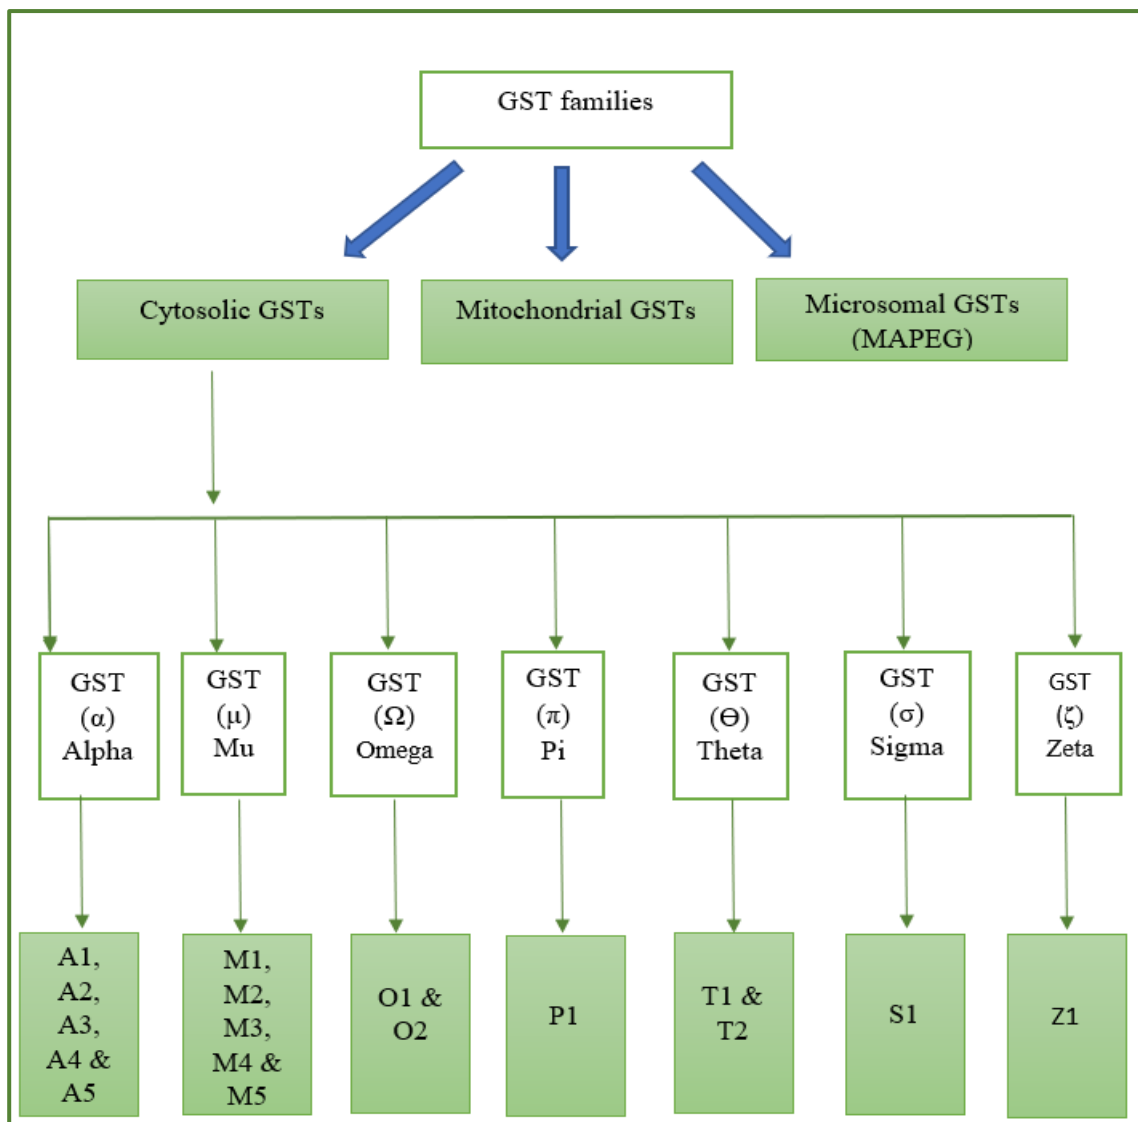 GST families
Cytosolic GSTs
Mitochondrial GSTs
Microsomal GSTs
(MAPEG)
GST
(α)
Alpha
GST
(μ)
Mu
GST
(Ω)
Omega
GST
(π)
Pi
GST
(Ө)
Theta
GST
(σ)
Sigma
GST
(ζ)
Zeta
A1,
A2,
A3,
A4 &
A5
M1,
M2,
M3,
M4 &
M5
O1 &
O2
P1
T1 &
T2
S1
Z1